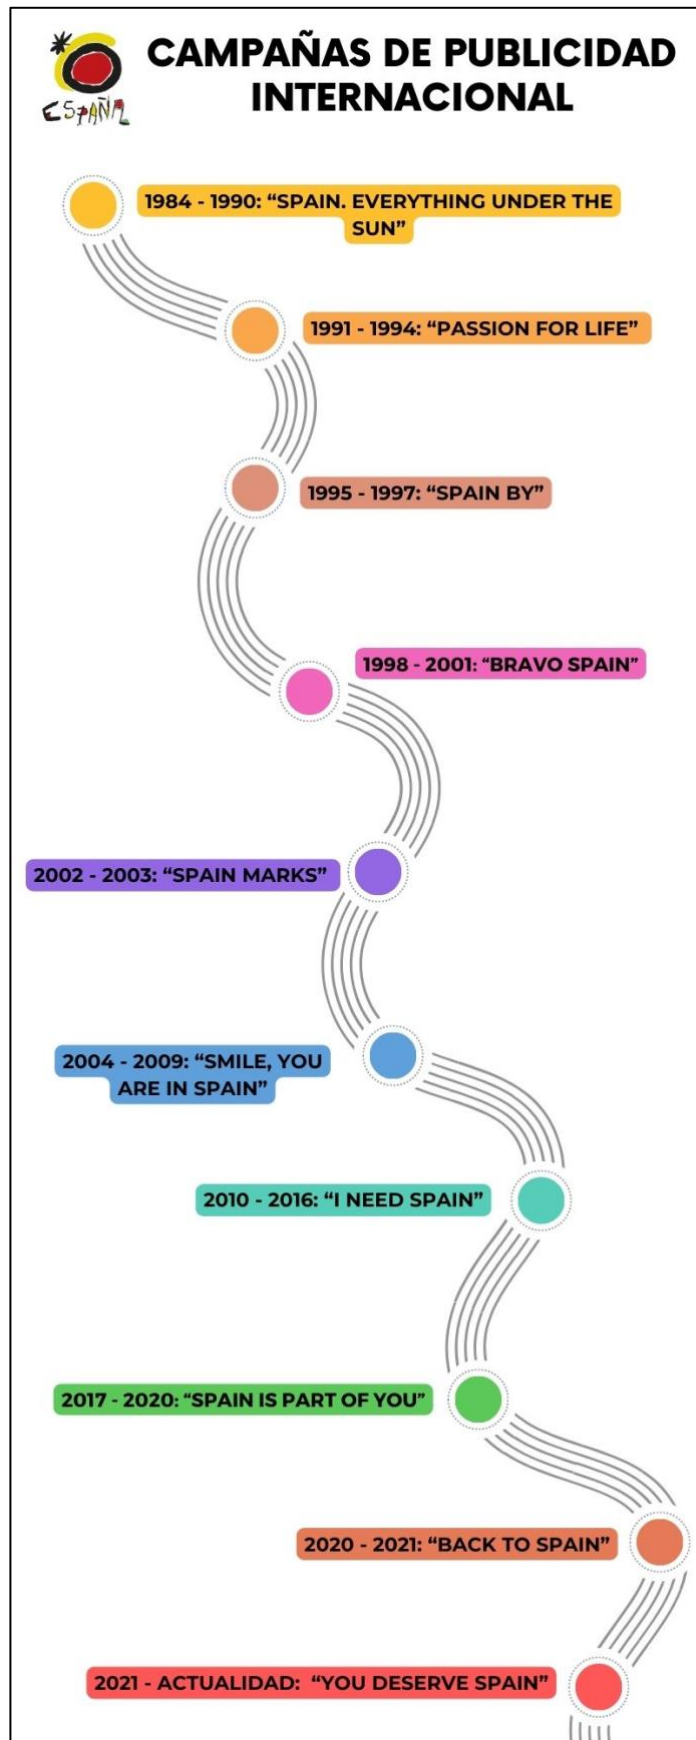 ESPAÑA
CAMPAÑAS DE PUBLICIDAD
INTERNACIONAL
1984 - 1990: “SPAIN. EVERYTHING UNDER THE
SUN”
1991 - 1994: “PASSION FOR LIFE”
1995 - 1997: “SPAIN BY”
1998 - 2001: “BRAVO SPAIN”
2002 - 2003: “SPAIN MARKS”
2004 - 2009: “SMILE, YOU
ARE IN SPAIN”
2010 - 2016: “I NEED SPAIN”
2017 - 2020: “SPAIN IS PART OF YOU”
2020 - 2021: “BACK TO SPAIN”
2021 - ACTUALIDAD: “YOU DESERVE SPAIN”